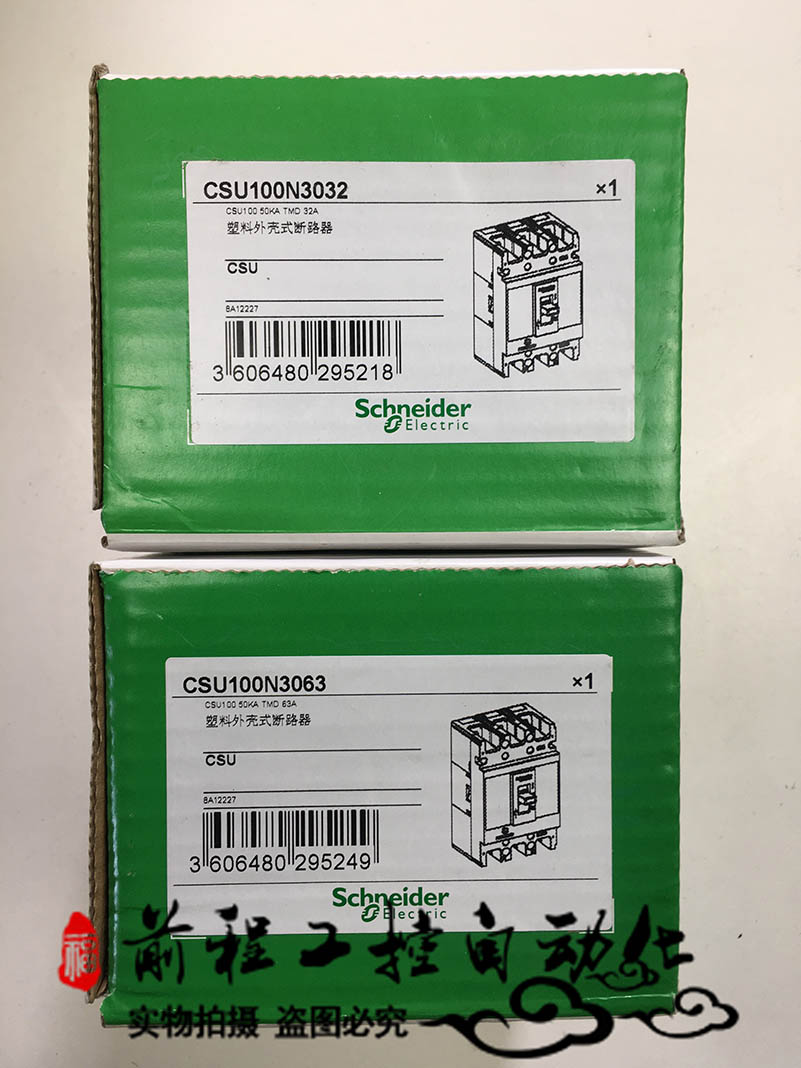 CSU100N3032 ×1
CSU100 50KA TMD 32A
塑料外壳式断路器
CSU
8A12227
3 606480 295218
Schneider
Electric
CSU100N3063 ×1
CSU100 50KA TMD 63A
塑料外壳式断路器
CSU
8A12227
3 606480 295249
Schneider
Electric
福 前程工控自动化
实物拍摄 盗图必究